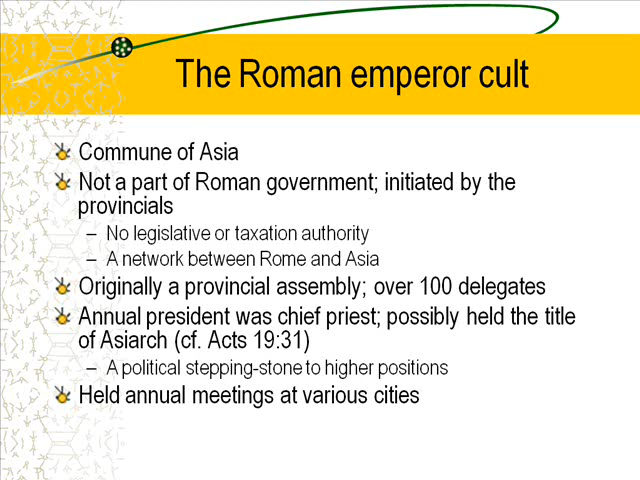 The Roman emperor cult
Commune of Asia
Not a part of Roman government; initiated by the
provincials
– No legislative or taxation authority
– A network between Rome and Asia
Originally a provincial assembly; over 100 delegates
Annual president was chief priest; possibly held the title
of Asiarch (cf. Acts 19:31)
– A political stepping-stone to higher positions
Held annual meetings at various cities